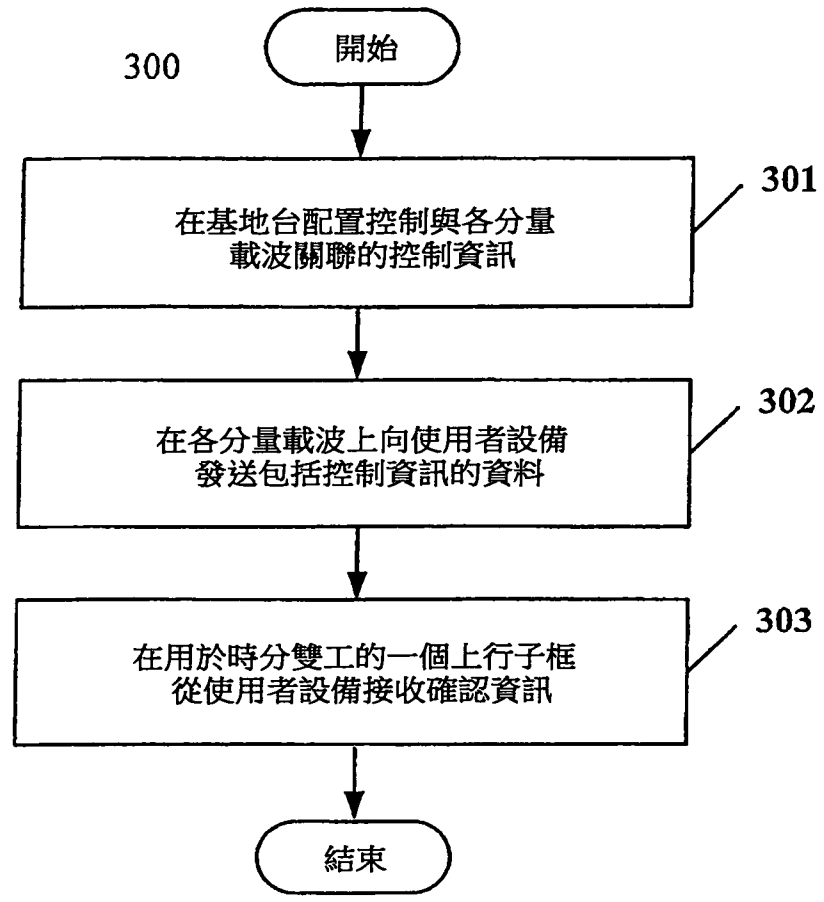 開始
300
301
在基地台配置控制與各分量
載波關聯的控制資訊
302
在各分量載波上向使用者設備
發送包括控制資訊的資料
303
在用於時分雙工的一個上行子框
從使用者設備接收確認資訊
結束